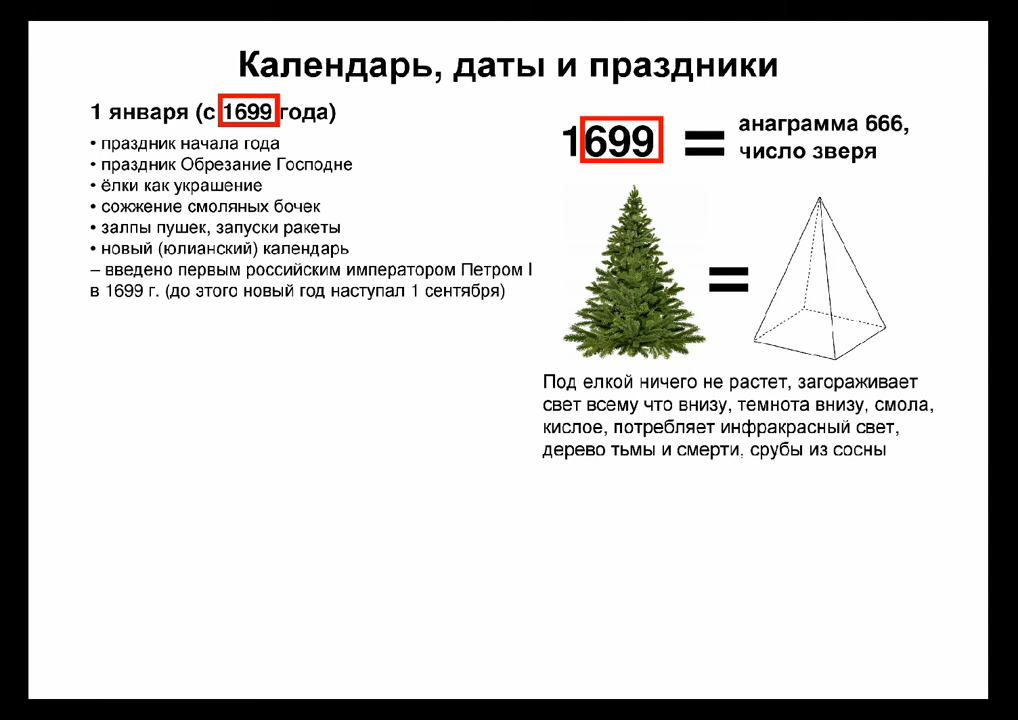 Календарь, даты и праздники
1 января (с 1699 года)
• праздник начала года
• праздник Обрезание Господне
• ёлки как украшение
• сожжение смоляных бочек
• залпы пушек, запуски ракеты
• новый (юлианский) календарь
– введено первым российским императором Петром I
в 1699 г. (до этого новый год наступал 1 сентября)
1699 = анаграмма 666,
число зверя
=
Под елкой ничего не растет, загораживает
свет всему что внизу, темнота внизу, смола,
кислое, потребляет инфракрасный свет,
дерево тьмы и смерти, срубы из сосны